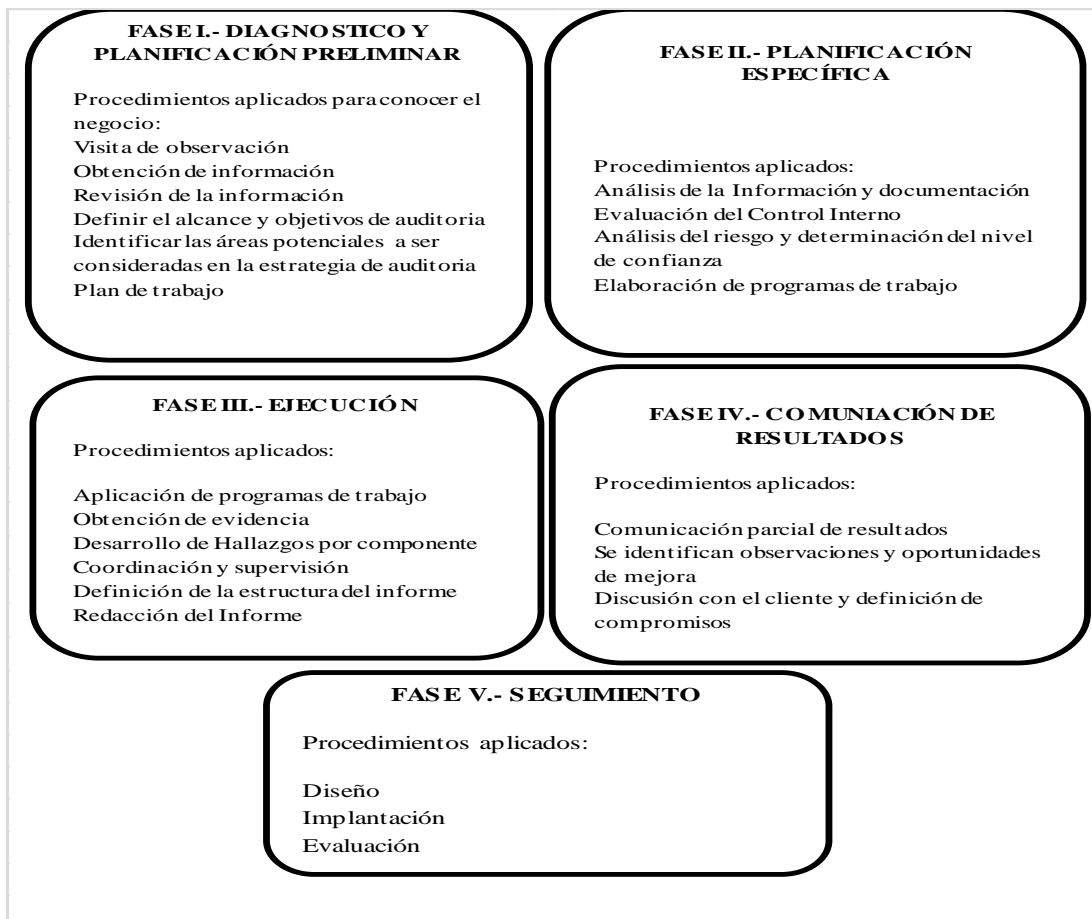 FASE I.- DIAGNOSTICO Y
PLANIFICACIÓN PRELIMINAR
Procedimientos aplicados para conocer el
negocio:
Visita de observación
Obtención de información
Revisión de la información
Definir el alcance y objetivos de auditoria
Identificar las áreas potenciales a ser
consideradas en la estrategia de auditoria
Plan de trabajo
FASE II.- PLANIFICACIÓN
ESPECÍFICA
Procedimientos aplicados:
Análisis de la Información y documentación
Evaluación del Control Interno
Análisis del riesgo y determinación del nivel
de confianza
Elaboración de programas de trabajo
FASE III.- EJECUCIÓN
Procedimientos aplicados:
Aplicación de programas de trabajo
Obtención de evidencia
Desarrollo de Hallazgos por componente
Coordinación y supervisión
Definición de la estructura del informe
Redacción del Informe
FASE IV.- COMUNIACIÓN DE
RESULTADOS
Procedimientos aplicados:
Comunicación parcial de resultados
Se identifican observaciones y oportunidades
de mejora
Discusión con el cliente y definición de
compromisos
FASE V.- SEGUIMIENTO
Procedimientos aplicados:
Diseño
Implantación
Evaluación